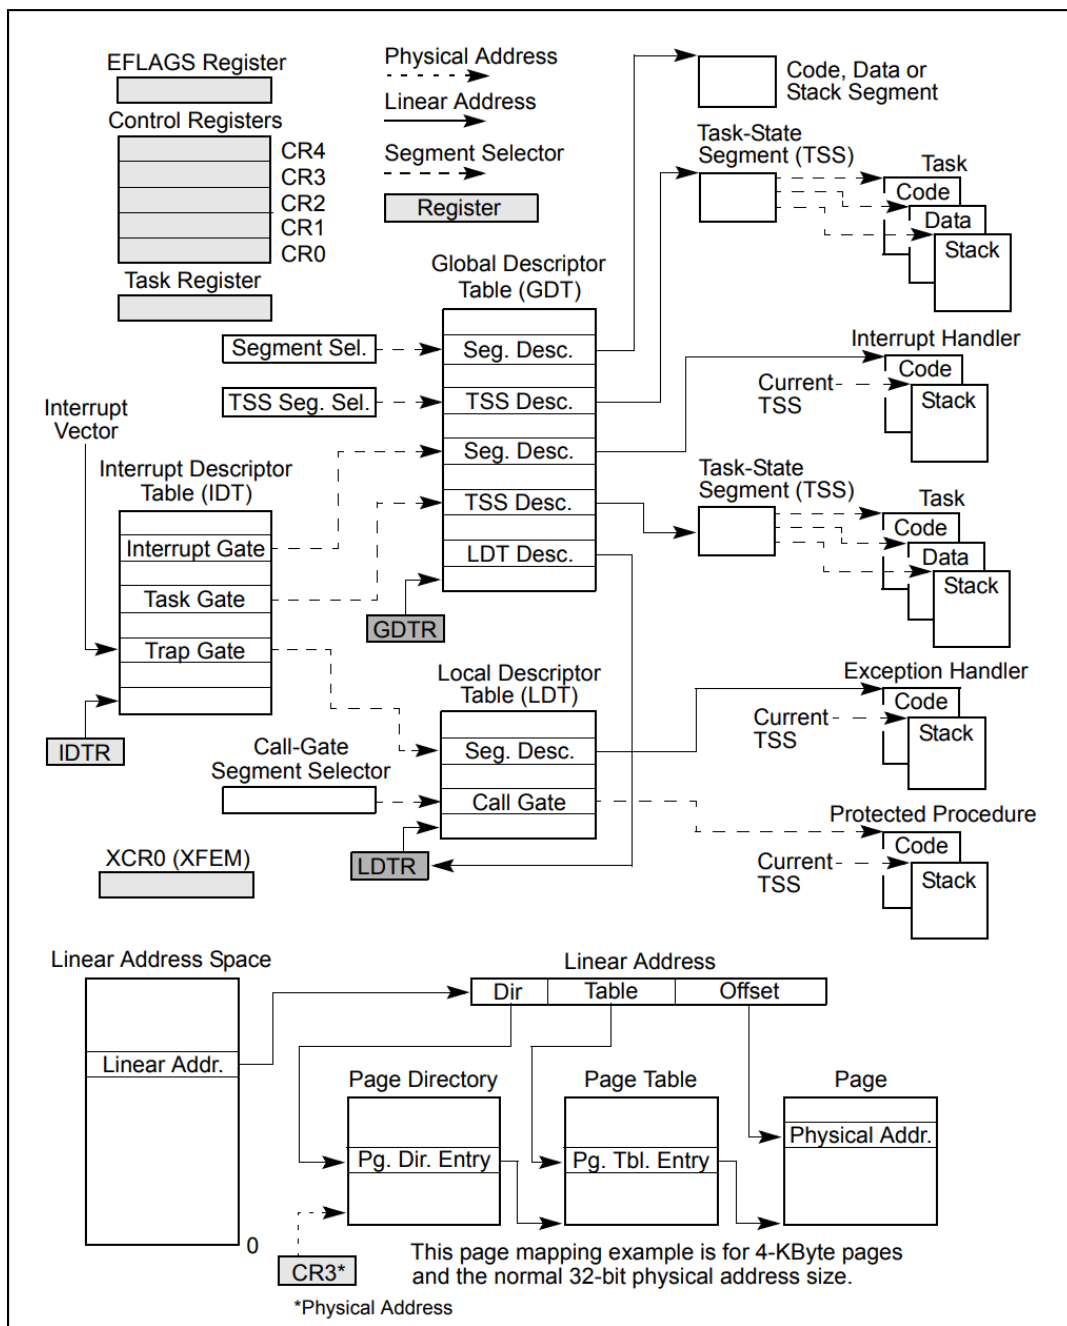 EFLAGS Register
Control Registers
CR4
CR3
CR2
CR1
CR0
Task Register
Physical Address
Linear Address
Segment Selector
Register
Code, Data or
Stack Segment
Task-State
Segment (TSS)
Task
Code
Data
Stack
Global Descriptor
Table (GDT)
Segment Sel.
Seg. Desc.
TSS Seg. Sel.
TSS Desc.
Seg. Desc.
TSS Desc.
LDT Desc.
GDTR
Interrupt Handler
Code
Current
TSS
Stack
Interrupt
Vector
Interrupt Descriptor
Table (IDT)
Interrupt Gate
Task Gate
Trap Gate
IDTR
Task-State
Segment (TSS)
Task
Code
Data
Stack
Local Descriptor
Table (LDT)
Seg. Desc.
Call Gate
Call-Gate
Segment Selector
LDTR
Exception Handler
Code
Current
TSS
Stack
Protected Procedure
Code
Current
TSS
Stack
XCR0 (XFEM)
Linear Address Space
Linear Addr.
0
Linear Address
Dir
Table
Offset
Page Directory
Pg. Dir. Entry
Page Table
Pg. Tbl. Entry
Page
Physical Addr.
CR3*
*Physical Address
This page mapping example is for 4-KByte pages
and the normal 32-bit physical address size.